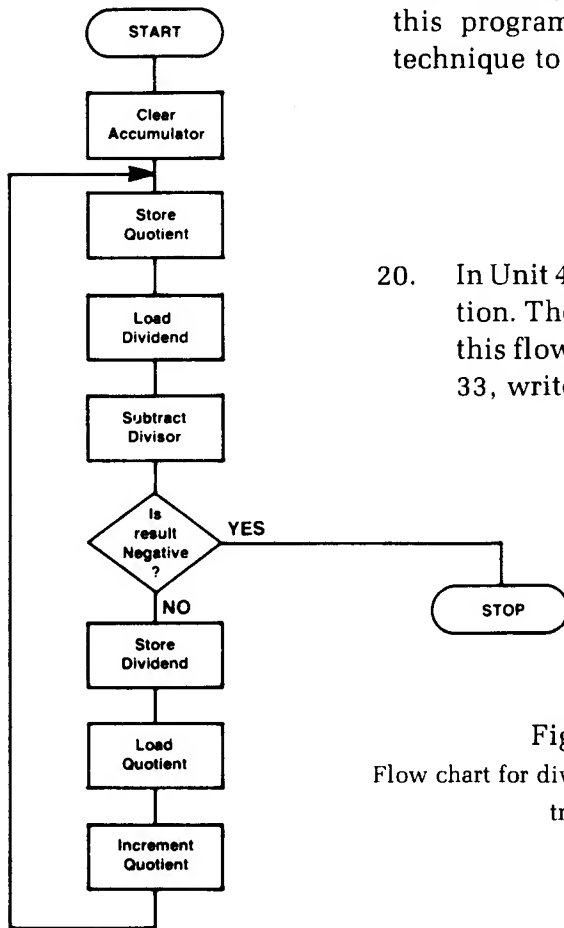 this program
technique to
START
Clear
Accumulator
Store
Quotient
Load
Dividend
Subtract
Divisor
Is
result
Negative
?
YES
NO
STOP
Store
Dividend
Load
Quotient
Increment
Quotient
20. In Unit 4
tion. The
this flow
33, write
Fig
Flow chart for div
tr